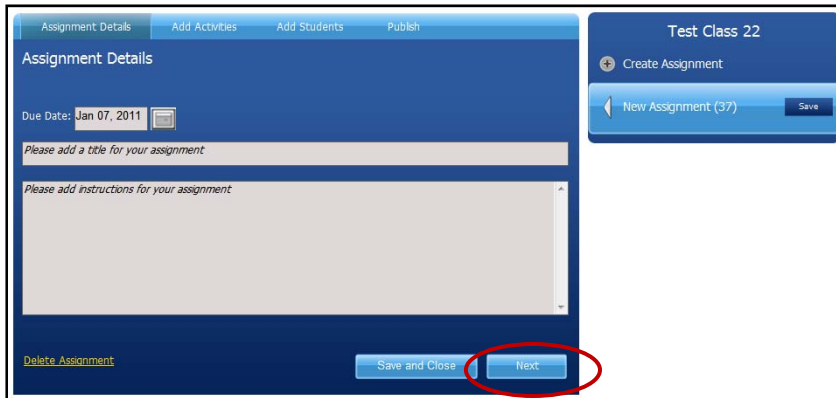 Assignment Details Add Activities Add Students Publish
Assignment Details
Due Date: Jan 07, 2011
Please add a title for your assignment
Please add instructions for your assignment
Delete Assignment
Save and Close
Next
Test Class 22
Create Assignment
New Assignment (37)
Save